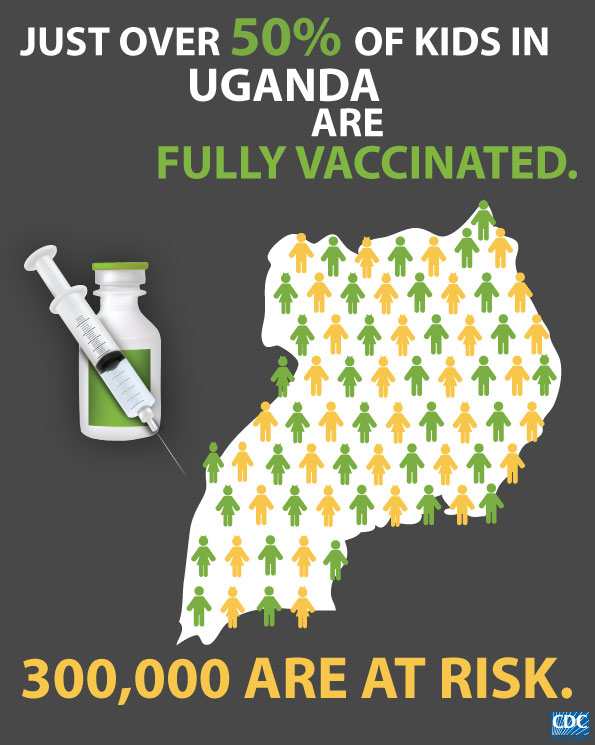 JUST OVER 50% OF KIDS IN
UGANDA
ARE
FULLY VACCINATED.
300,000 ARE AT RISK.
CDC